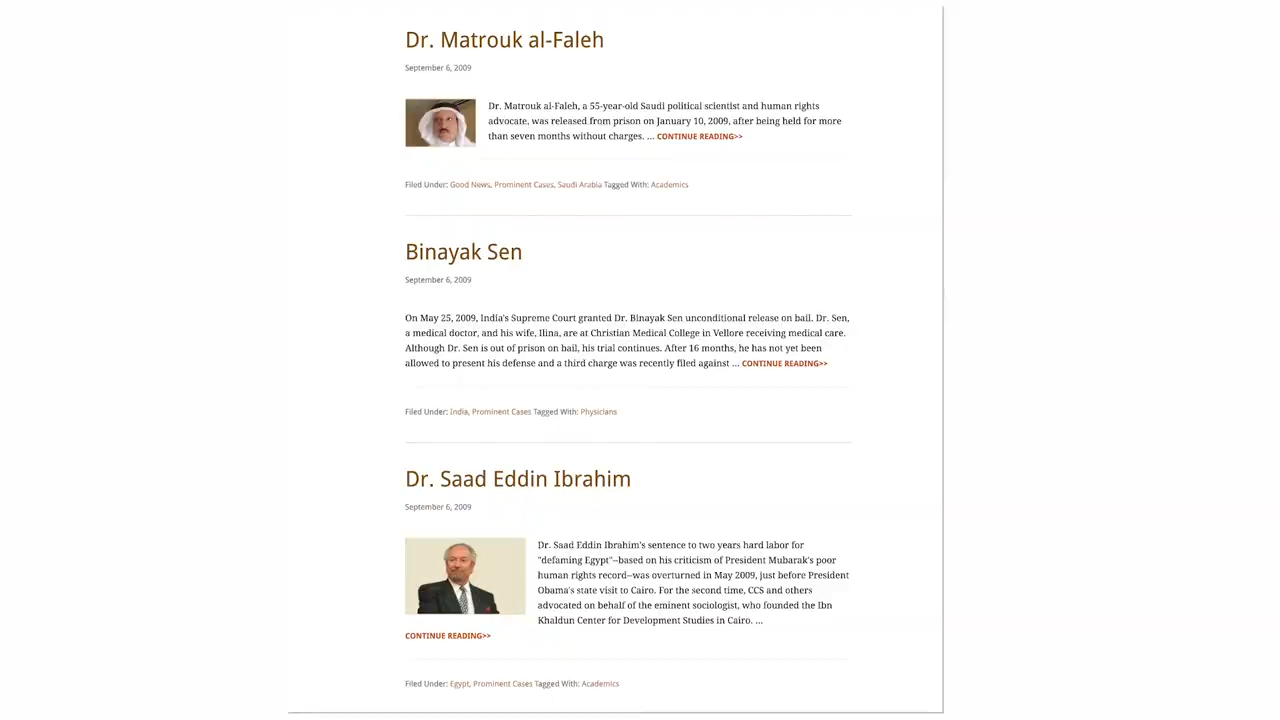 Dr. Matrouk al-Faleh
September 6, 2009
Dr. Matrouk al-Faleh, a 55-year-old Saudi political scientist and human rights
advocate, was released from prison on January 10, 2009, after being held for more
than seven months without charges. ... CONTINUE READING>>
Filed Under: Good News, Prominent Cases, Saudi Arabia Tagged With: Academics
Binayak Sen
September 6, 2009
On May 25, 2009, India's Supreme Court granted Dr. Binayak Sen unconditional release on bail. Dr. Sen,
a medical doctor, and his wife, Ilina, are at Christian Medical College in Vellore receiving medical care.
Although Dr. Sen is out of prison on bail, his trial continues. After 16 months, he has not yet been
allowed to present his defense and a third charge was recently filed against ... CONTINUE READING>>
Filed Under: India, Prominent Cases Tagged With: Physicians
Dr. Saad Eddin Ibrahim
September 6, 2009
Dr. Saad Eddin Ibrahim's sentence to two years hard labor for
"defaming Egypt"--based on his criticism of President Mubarak's poor
human rights record--was overturned in May 2009, just before President
Obama's state visit to Cairo. For the second time, CCS and others
advocated on behalf of the eminent sociologist, who founded the Ibn
Khaldun Center for Development Studies in Cairo. ...
CONTINUE READING>>
Filed Under: Egypt, Prominent Cases Tagged With: Academics